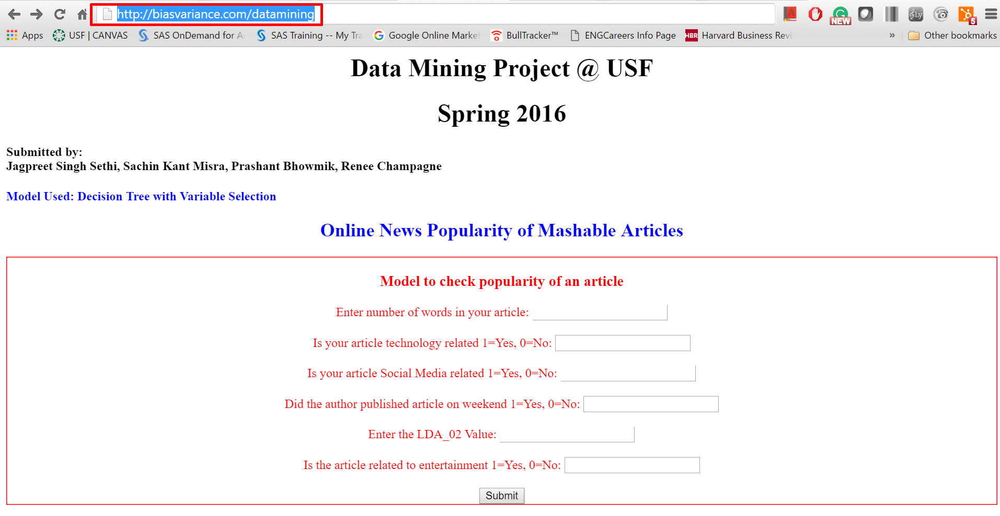 http://biasvariance.com/datamining
NEW
Ly
5
Apps USF | CANVAS SAS OnDemand for A SAS Training -- My Tra Google Online Market BullTracker™ ENGCareers Info Page HBR Harvard Business Revi » Other bookmarks
Data Mining Project @ USF
Spring 2016
Submitted by:
Jagpreet Singh Sethi, Sachin Kant Misra, Prashant Bhowmik, Renee Champagne
Model Used: Decision Tree with Variable Selection
Online News Popularity of Mashable Articles
Model to check popularity of an article
Enter number of words in your article:
Is your article technology related 1=Yes, 0=No:
Is your article Social Media related 1=Yes, 0=No:
Did the author published article on weekend 1=Yes, 0=No:
Enter the LDA_02 Value:
Is the article related to entertainment 1=Yes, 0=No:
Submit